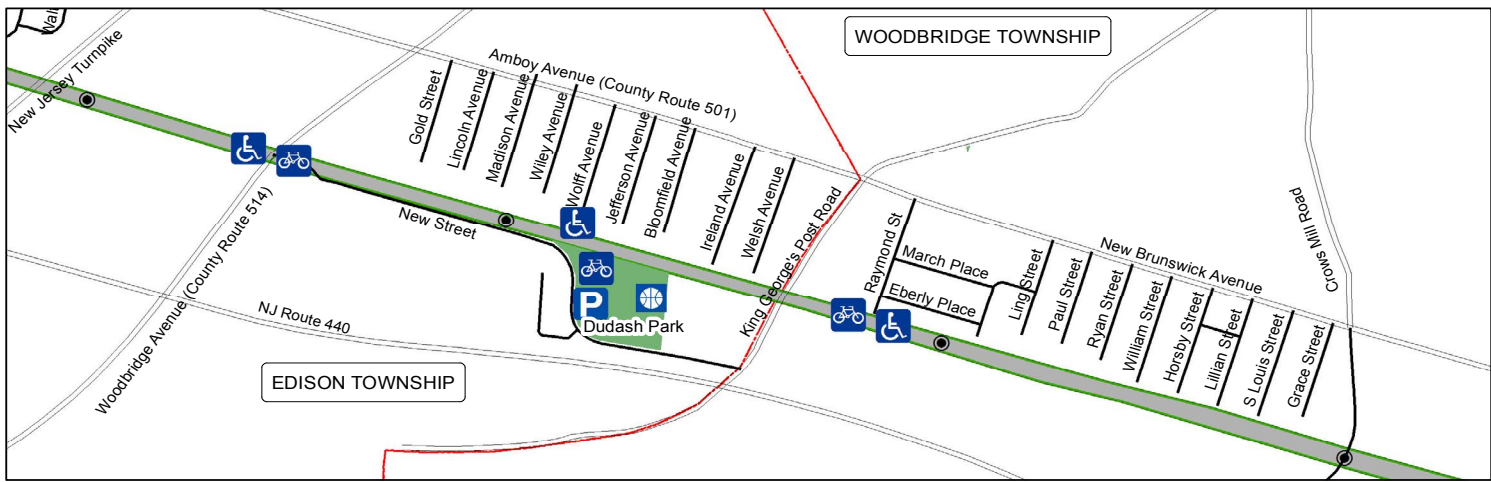 WOODBRIDGE TOWNSHIP
New Jersey Turnpike
Amboy Avenue (County Route 501)
Gold Street
Lincoln Avenue
Madison Avenue
Wiley Avenue
Wolff Avenue
Jefferson Avenue
Bloomfield Avenue
Ireland Avenue
Welsh Avenue
King George's Post Road
Crows Mill Road
Woodbridge Avenue (County Route 514)
New Street
Raymond St
March Place
Eberly Place
Ling Street
New Brunswick Avenue
Paul Street
Ryan Street
William Street
Horsby Street
Lillian Street
S Louis Street
Grace Street
P
Dudash Park
NJ Route 440
EDISON TOWNSHIP